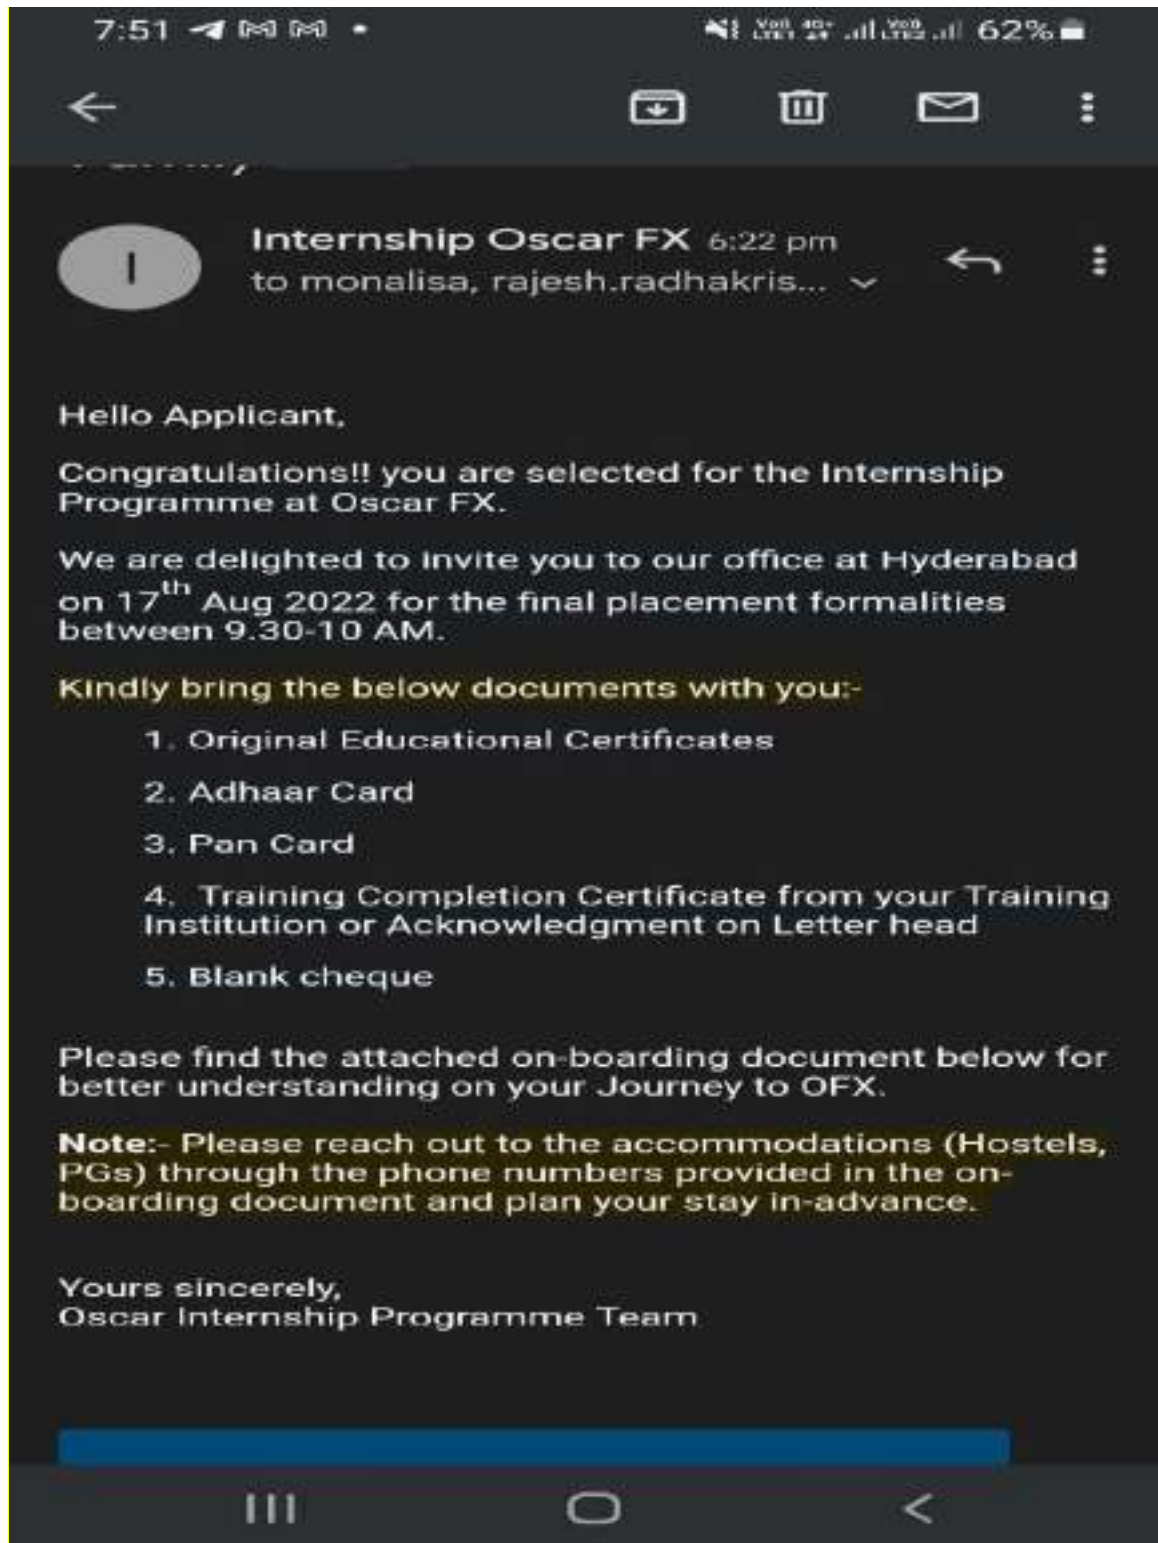 7:51
62%
Internship Oscar FX 6:22 pm
to monalisa, rajesh.radhakris...
Hello Applicant,
Congratulations!! you are selected for the Internship
Programme at Oscar FX.
We are delighted to invite you to our office at Hyderabad
on 17th Aug 2022 for the final placement formalities
between 9.30-10 AM.
Kindly bring the below documents with you:-
1. Original Educational Certificates
2. Adhaar Card
3. Pan Card
4. Training Completion Certificate from your Training
Institution or Acknowledgment on Letter head
5. Blank cheque
Please find the attached on-boarding document below for
better understanding on your Journey to OFX.
Note:- Please reach out to the accommodations (Hostels,
PGs) through the phone numbers provided in the on-
boarding document and plan your stay in-advance.
Yours sincerely,
Oscar Internship Programme Team